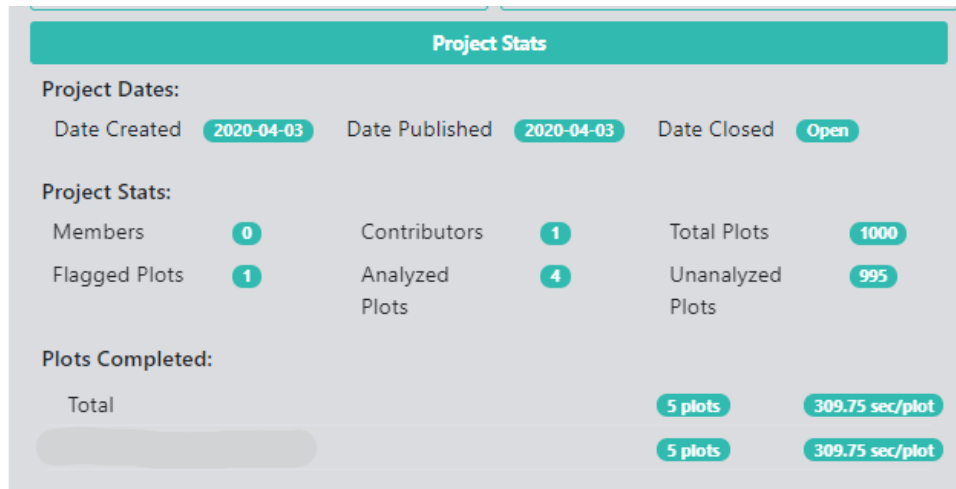 Project Stats
Project Dates:
Date Created 2020-04-03 Date Published 2020-04-03 Date Closed Open
Project Stats:
Members 0 Contributors 1 Total Plots 1000
Flagged Plots 1 Analyzed Plots 4 Unanalyzed Plots 995
Plots Completed:
Total 5 plots 309.75 sec/plot
5 plots 309.75 sec/plot